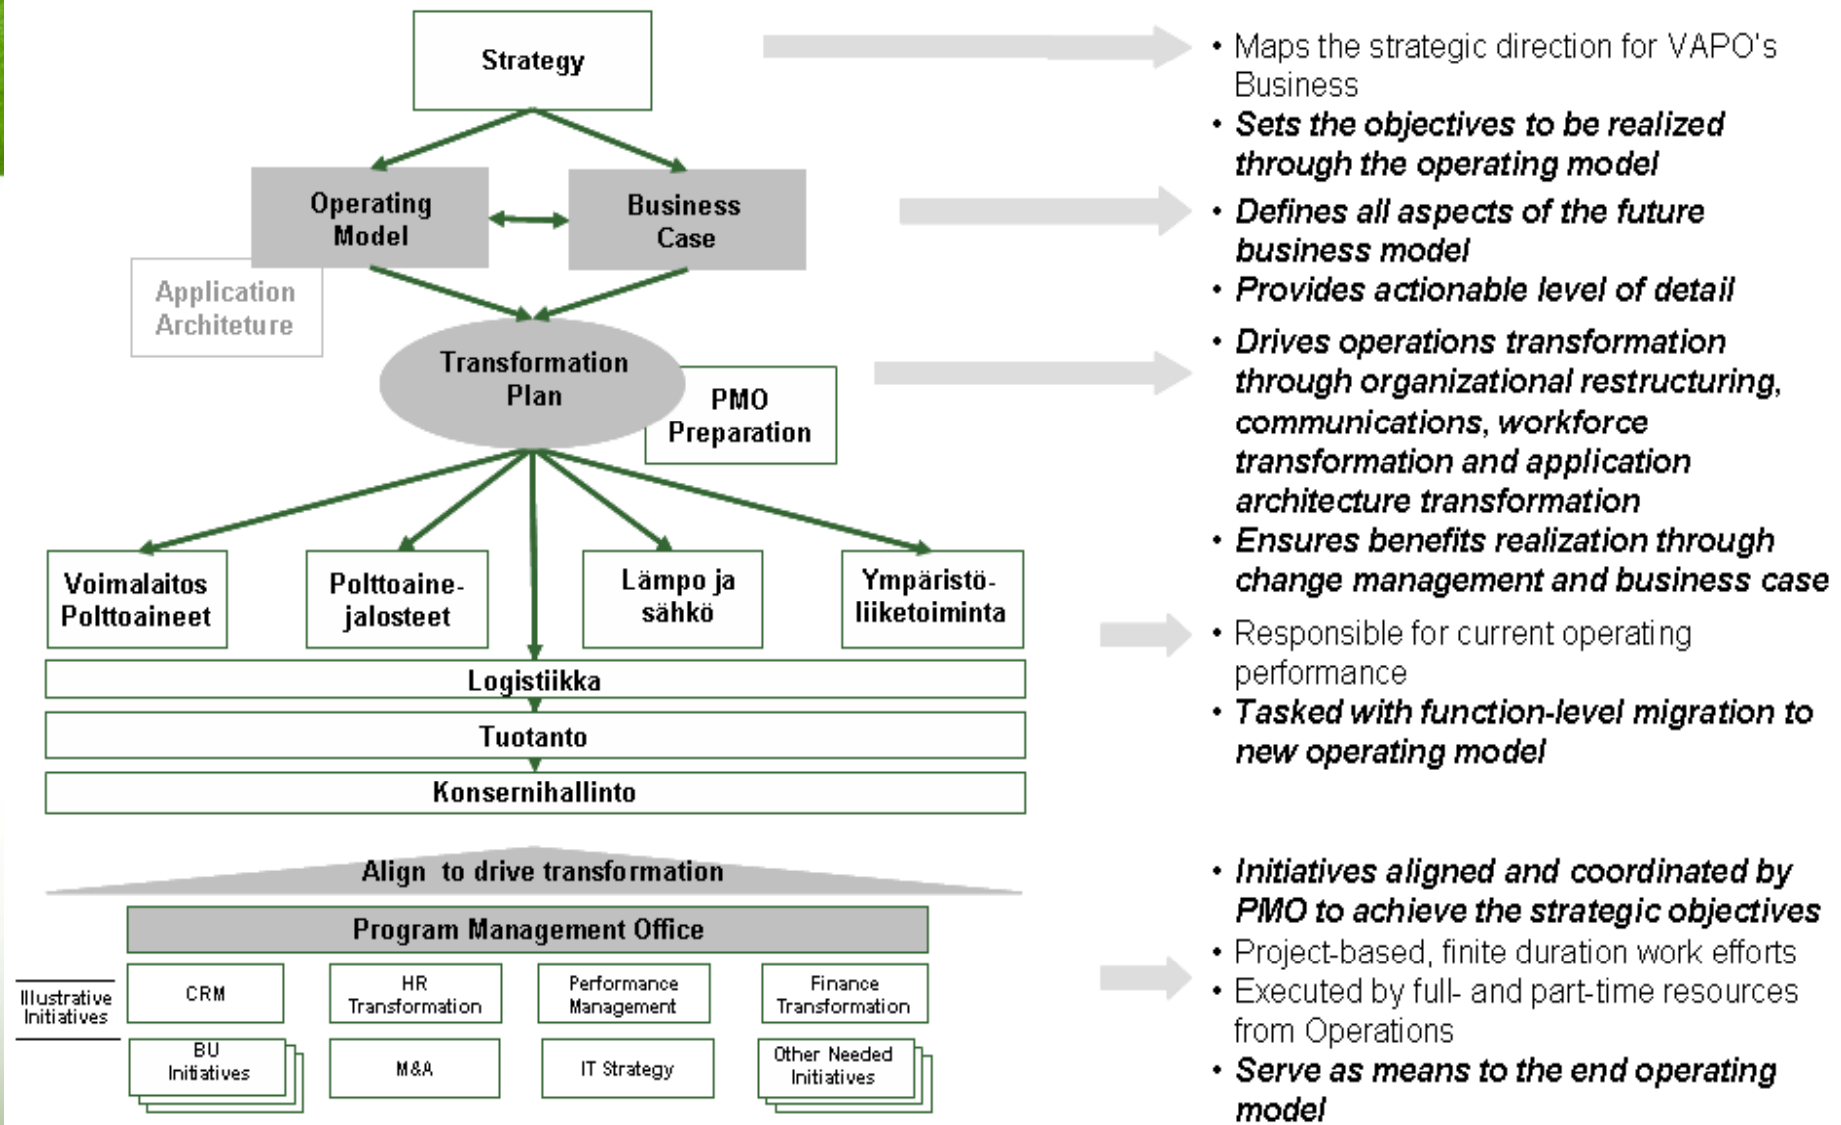 Strategy
Operating
Model
Business
Case
Application
Architeture
Transformation
Plan
PMO
Preparation
Voimalaitos
Polttoaineet
Polttoaine-
jalosteet
Lämpo ja
sähkö
Ympäristö-
liiketoiminta
Logistiikka
Tuotanto
Konsernihallinto
Align to drive transformation
Program Management Office
Illustrative
Initiatives
CRM
HR
Transformation
Performance
Management
Finance
Transformation
BU
Initiatives
M&A
IT Strategy
Other Needed
Initiatives
• Maps the strategic direction for VAPO's
Business
• Sets the objectives to be realized
through the operating model
• Defines all aspects of the future
business model
• Provides actionable level of detail
• Drives operations transformation
through organizational restructuring,
communications, workforce
transformation and application
architecture transformation
• Ensures benefits realization through
change management and business case
• Responsible for current operating
performance
• Tasked with function-level migration to
new operating model
• Initiatives aligned and coordinated by
PMO to achieve the strategic objectives
• Project-based, finite duration work efforts
• Executed by full- and part-time resources
from Operations
• Serve as means to the end operating
model